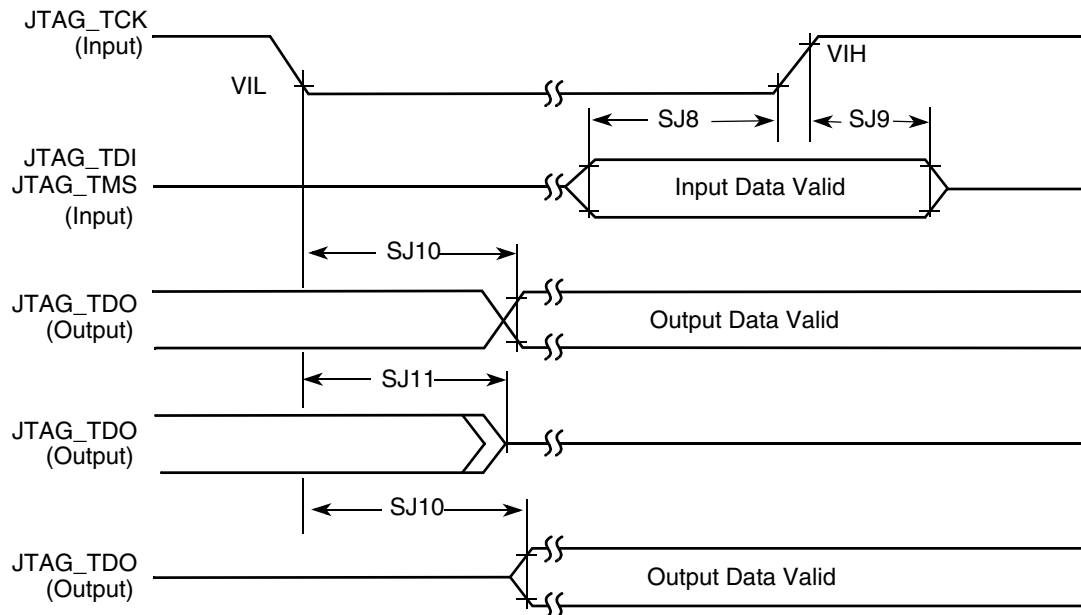 JTAG_TCK
(Input)
VIL
VIH
SJ8
SJ9
JTAG_TDI
JTAG_TMS
(Input)
Input Data Valid
SJ10
JTAG_TDO
(Output)
Output Data Valid
SJ11
JTAG_TDO
(Output)
SJ10
JTAG_TDO
(Output)
Output Data Valid